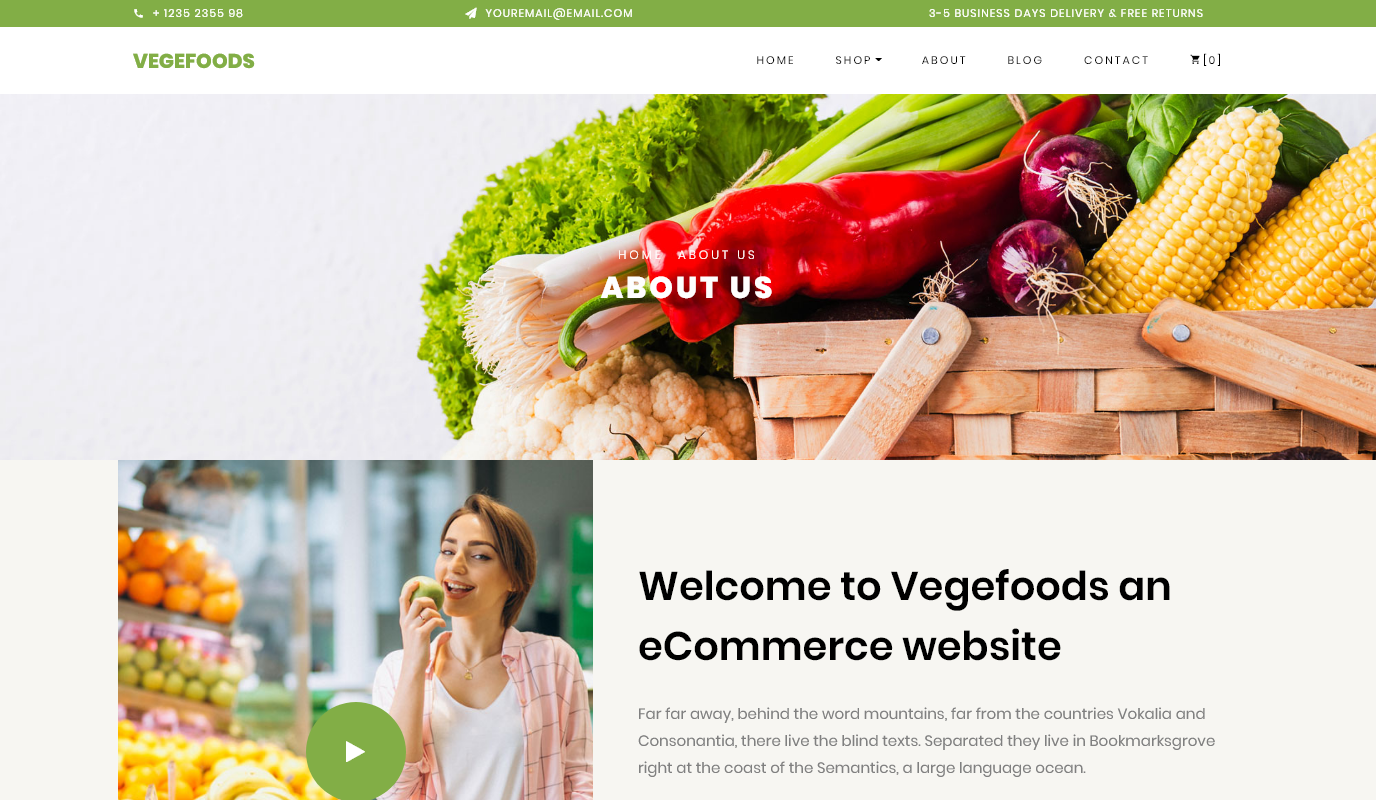 + 1235 2355 98
YOUREMAIL@EMAIL.COM
3-5 BUSINESS DAYS DELIVERY & FREE RETURNS
VEGEFOODS
HOME
SHOP
ABOUT
BLOG
CONTACT
[0]
HOME ABOUT US
ABOUT US
Welcome to Vegefoods an
eCommerce website
Far far away, behind the word mountains, far from the countries Vokalia and
Consonantia, there live the blind texts. Separated they live in Bookmarksgrove
right at the coast of the Semantics, a large language ocean.